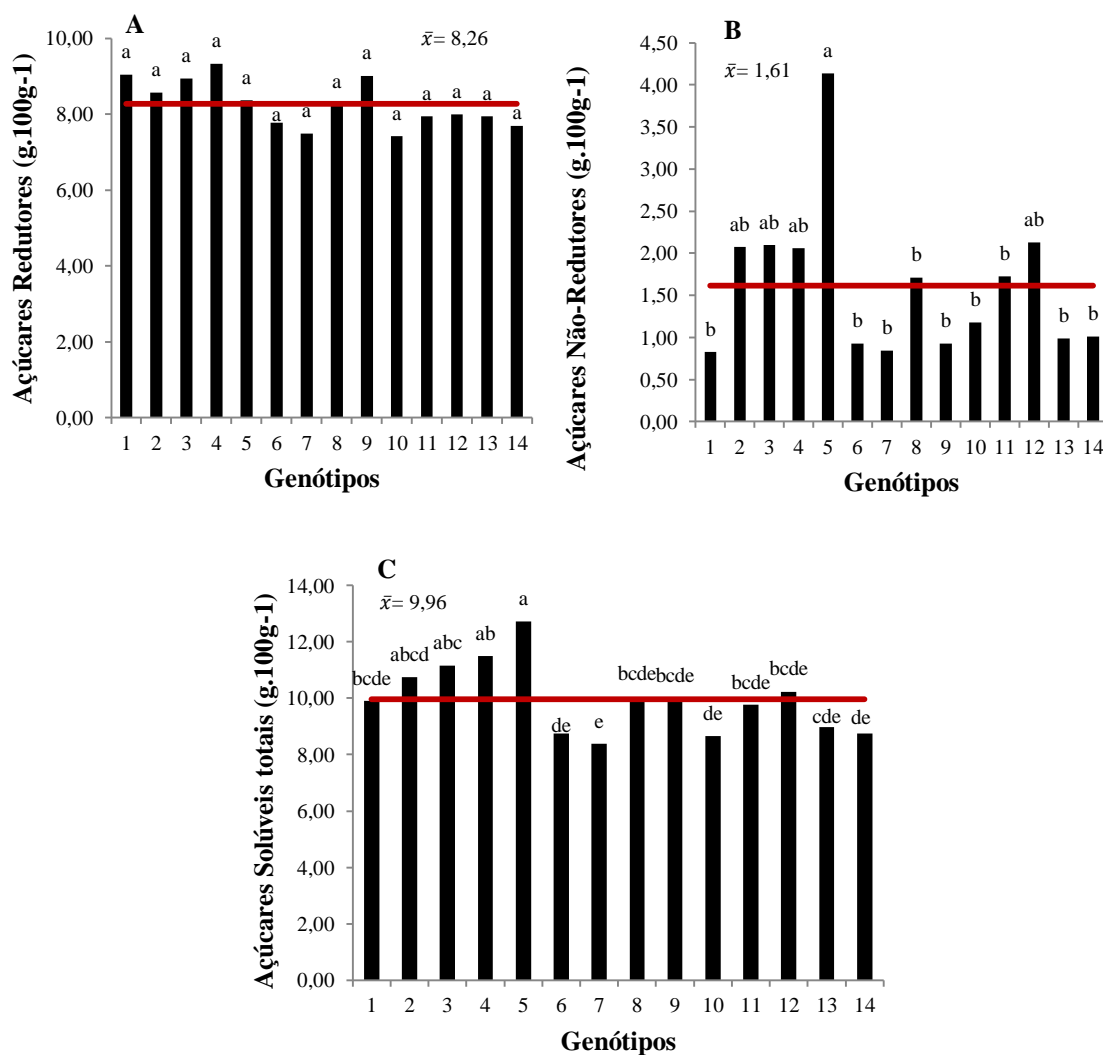 A
x̄= 8,26
Açúcares Redutores (g.100g-1)
10,00
8,00
6,00
4,00
2,00
0,00
a a a a a a a a a a a a a a
1 2 3 4 5 6 7 8 9 10 11 12 13 14
Genótipos
B
x̄= 1,61
Açúcares Não-Redutores (g.100g-1)
4,50
4,00
3,50
3,00
2,50
2,00
1,50
1,00
0,50
0,00
b ab ab ab a b b b b b b ab b b
1 2 3 4 5 6 7 8 9 10 11 12 13 14
Genótipos
C
x̄= 9,96
Açúcares Solúveis totais (g.100g-1)
14,00
12,00
10,00
8,00
6,00
4,00
2,00
0,00
bcde abcd abc ab a de e bcde bcde de bcde bcde cde de
1 2 3 4 5 6 7 8 9 10 11 12 13 14
Genótipos